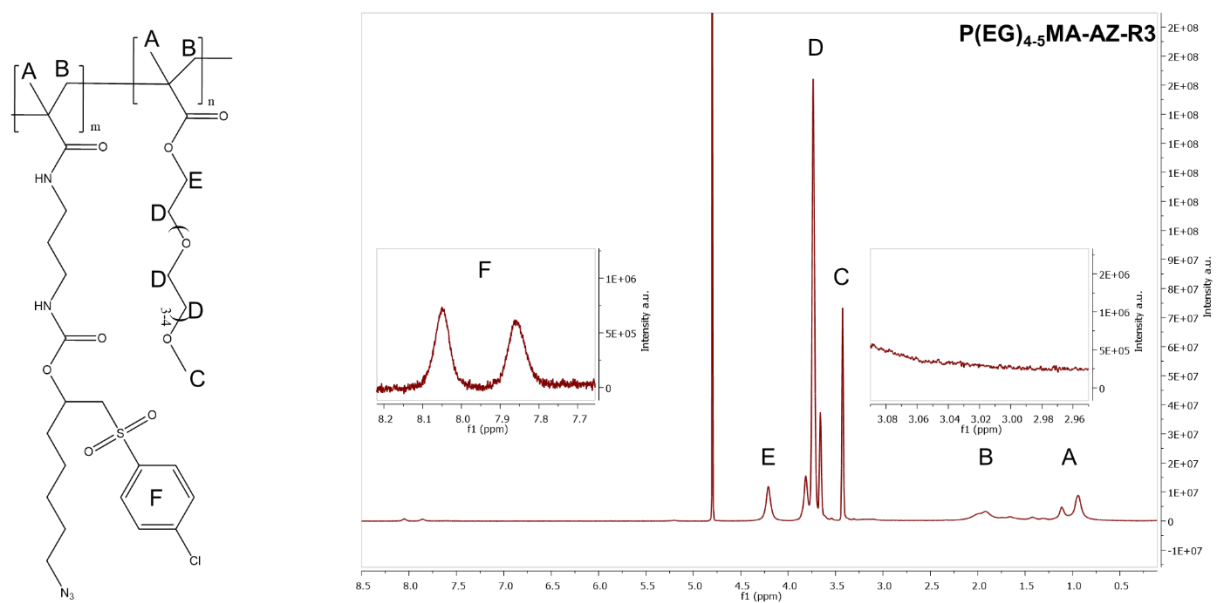 A
B
A
B
m
n
O
O
O
HN
E
D
O
D
HN
D
3-4
O
O
C
O
O
S
O
F
Cl
N3
P(EG)4-5MA-AZ-R3
D
C
E
B
A
F
8.2 8.1 8.0 7.9 7.8 7.7
f1 (ppm)
1E+06
5E+05
0
Intensity a.u.
3.08 3.06 3.04 3.02 3.00 2.98 2.96
f1 (ppm)
2E+06
1E+06
5E+05
0
Intensity a.u.
2E+08
2E+08
2E+08
1E+08
1E+08
1E+08
1E+08
1E+08
9E+07
8E+07
7E+07
6E+07
5E+07
4E+07
3E+07
2E+07
1E+07
0
-1E+07
Intensity a.u.
8.5 8.0 7.5 7.0 6.5 6.0 5.5 5.0 4.5 4.0 3.5 3.0 2.5 2.0 1.5 1.0 0.5
f1 (ppm)